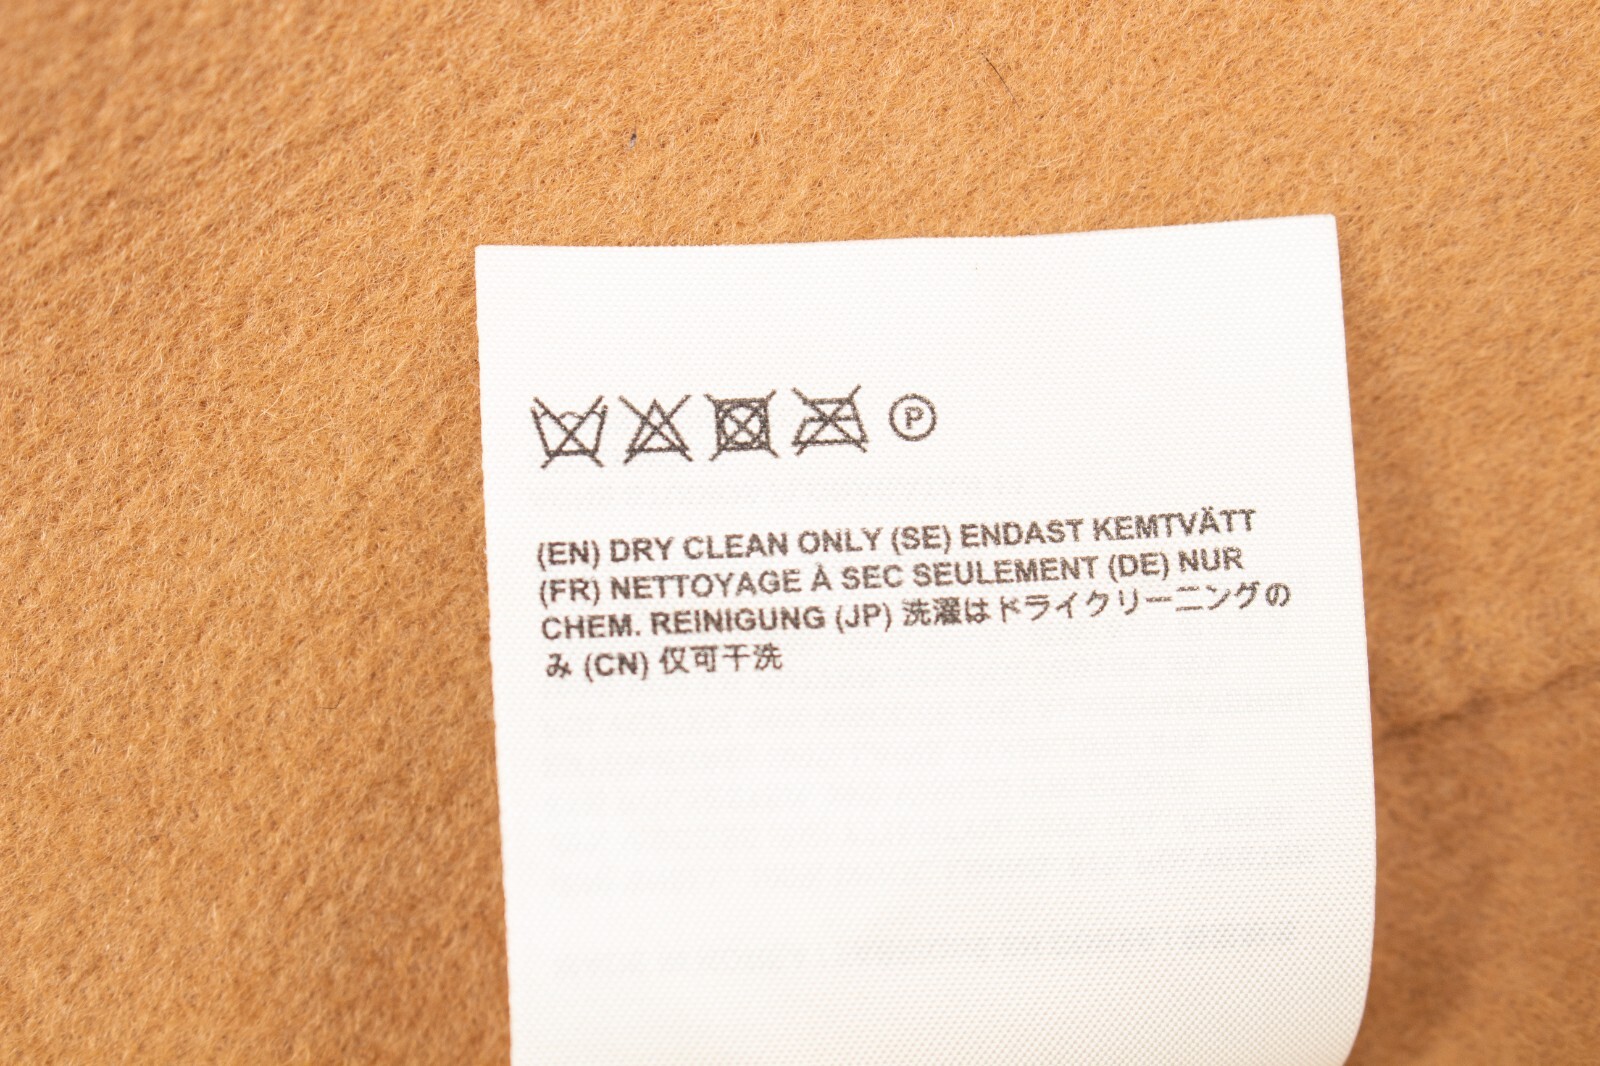 P
(EN) DRY CLEAN ONLY (SE) ENDAST KEMTVÄTT
(FR) NETTOYAGE À SEC SEULEMENT (DE) NUR
CHEM. REINIGUNG (JP) 洗濯はドライクリーニングの
み (CN) 仅可干洗